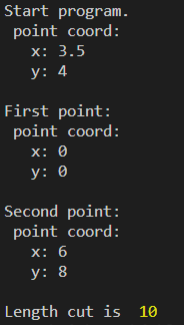 Start program.
point coord:
x: 3.5
y: 4
First point:
point coord:
x: 0
y: 0
Second point:
point coord:
x: 6
y: 8
Length cut is 10